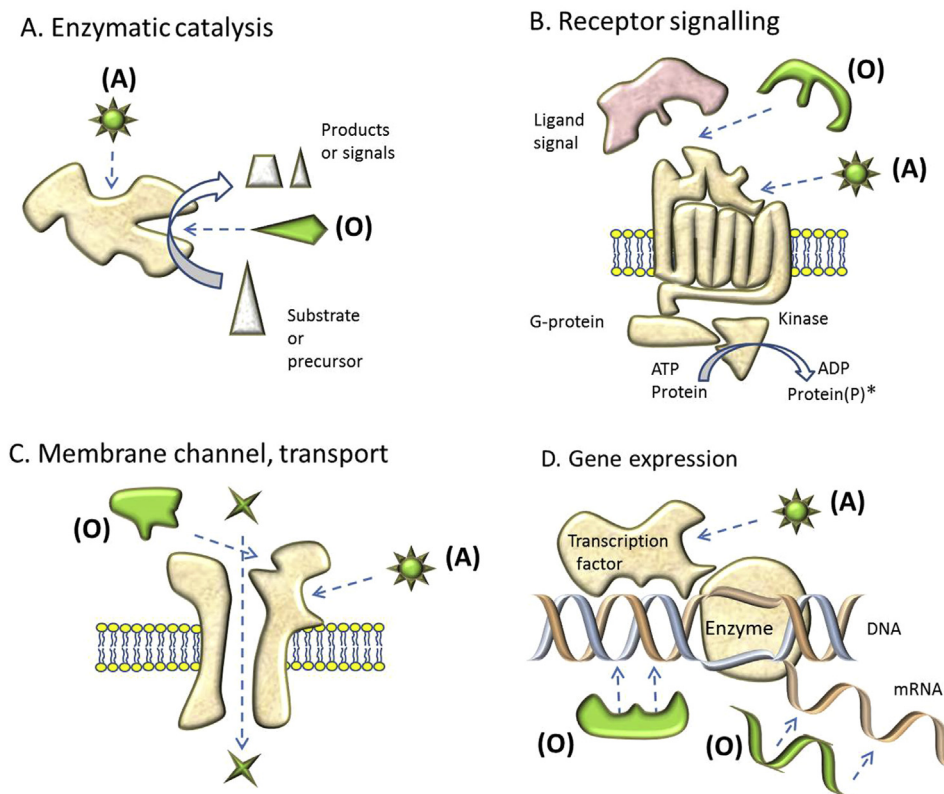 A. Enzymatic catalysis
(A)
Products
or signals
(O)
Substrate
or
precursor
B. Receptor signalling
(O)
Ligand
signal
(A)
G-protein
Kinase
ATP
Protein
ADP
Protein(P)*
C. Membrane channel, transport
(O)
(A)
D. Gene expression
(A)
Transcription
factor
Enzyme
DNA
mRNA
(O)
(O)